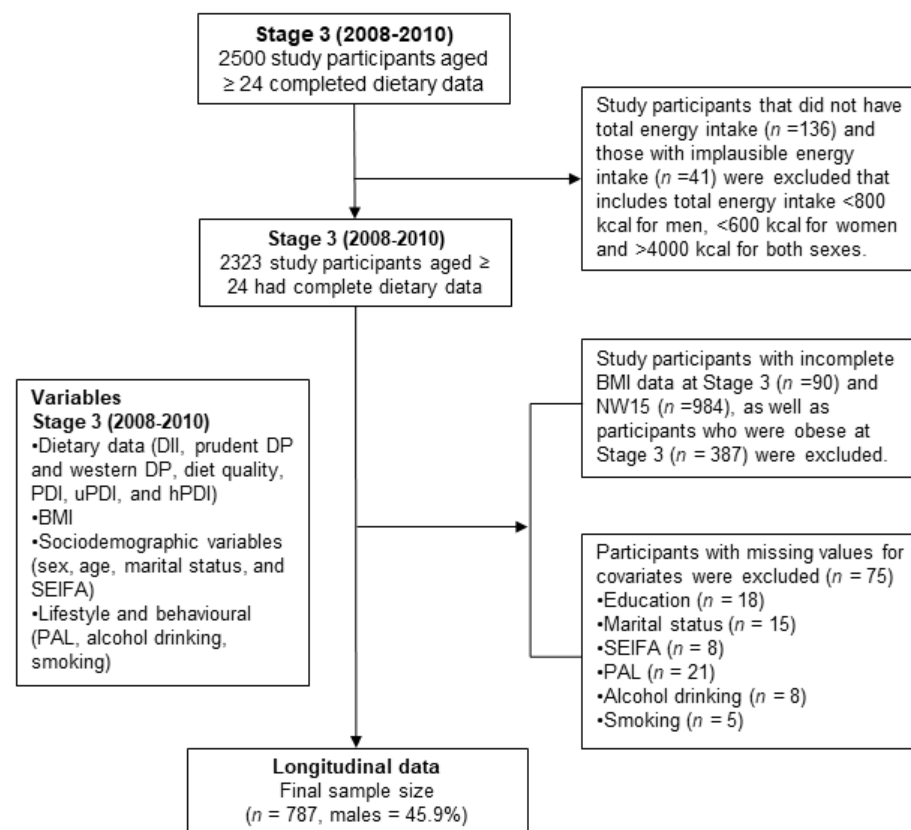 Stage 3 (2008-2010)
2500 study participants aged
≥ 24 completed dietary data
Study participants that did not have
total energy intake (n =136) and
those with implausible energy
intake (n =41) were excluded that
includes total energy intake <800
kcal for men, <600 kcal for women
and >4000 kcal for both sexes.
Stage 3 (2008-2010)
2323 study participants aged ≥
24 had complete dietary data
Study participants with incomplete
BMI data at Stage 3 (n =90) and
NW15 (n =984), as well as
participants who were obese at
Stage 3 (n = 387) were excluded.
Variables
Stage 3 (2008-2010)
•Dietary data (DII, prudent DP
and western DP, diet quality,
PDI, uPDI, and hPDI)
•BMI
•Sociodemographic variables
(sex, age, marital status, and
SEIFA)
•Lifestyle and behavioural
(PAL, alcohol drinking,
smoking)
Participants with missing values for
covariates were excluded (n = 75)
•Education (n = 18)
•Marital status (n = 15)
•SEIFA (n = 8)
•PAL (n = 21)
•Alcohol drinking (n = 8)
•Smoking (n = 5)
Longitudinal data
Final sample size
(n = 787, males = 45.9%)